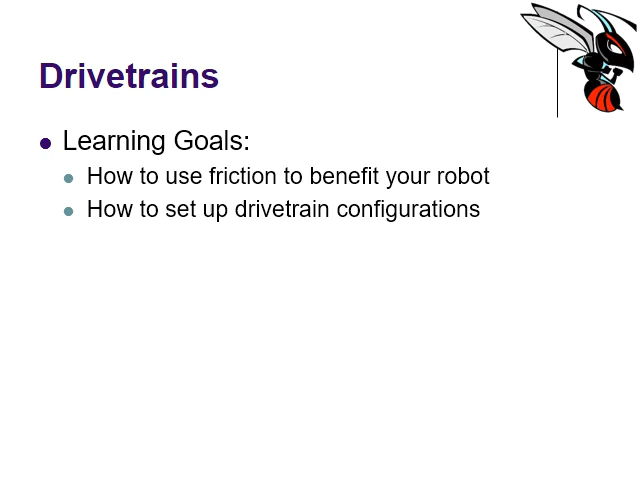 Drivetrains
Learning Goals:
How to use friction to benefit your robot
How to set up drivetrain configurations